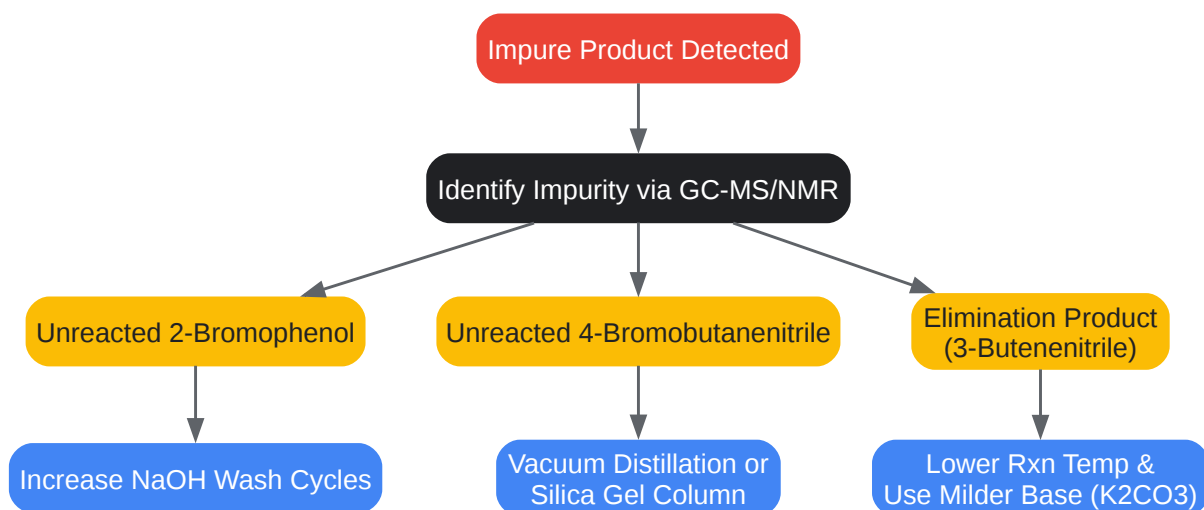 Impure Product Detected
Identify Impurity via GC-MS/NMR
Unreacted 2-Bromophenol
Unreacted 4-Bromobutanenitrile
Elimination Product
(3-Butenenitrile)
Increase NaOH Wash Cycles
Vacuum Distillation or
Silica Gel Column
Lower Rxn Temp &
Use Milder Base (K2CO3)